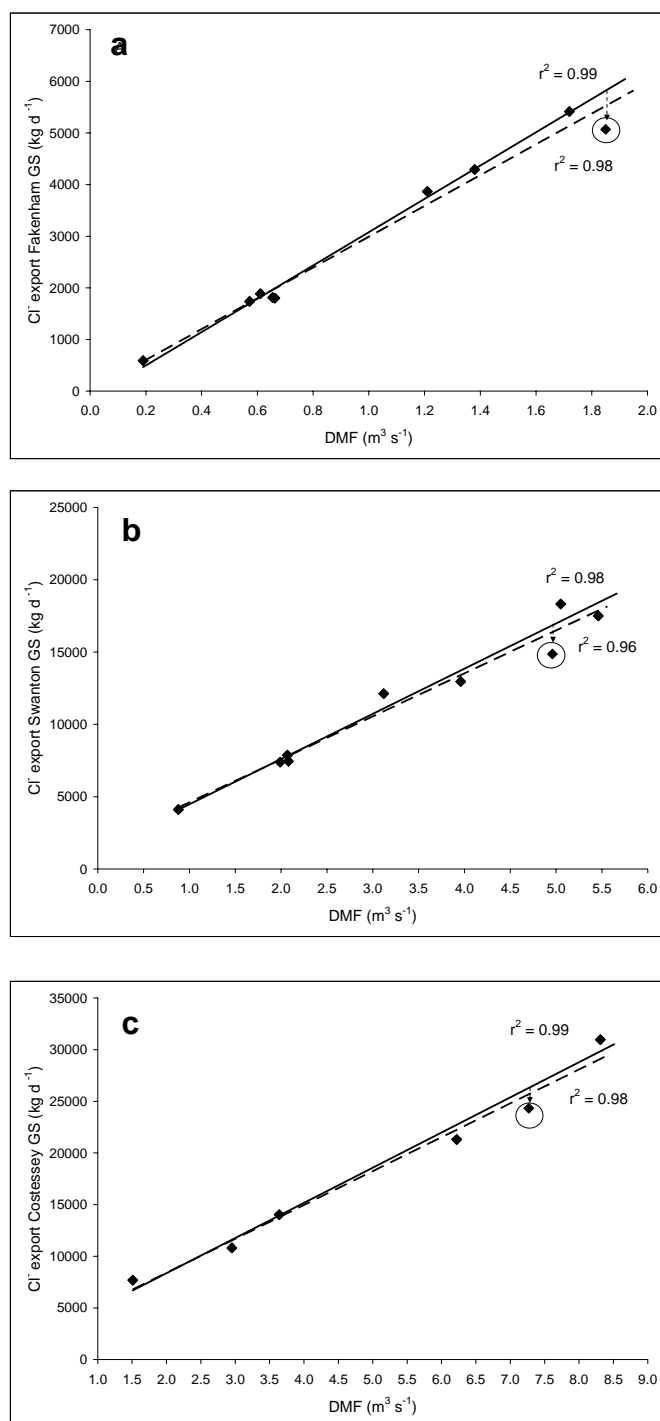 a
7000
6000
5000
4000
3000
2000
1000
0
Cl⁻ export Fakenham GS (kg d⁻¹)
r² = 0.99
r² = 0.98
0.0 0.2 0.4 0.6 0.8 1.0 1.2 1.4 1.6 1.8 2.0
DMF (m³ s⁻¹)
b
25000
20000
15000
10000
5000
0
Cl⁻ export Swanton GS (kg d⁻¹)
r² = 0.98
r² = 0.96
0.0 0.5 1.0 1.5 2.0 2.5 3.0 3.5 4.0 4.5 5.0 5.5 6.0
DMF (m³ s⁻¹)
c
35000
30000
25000
20000
15000
10000
5000
0
Cl⁻ export Costessey GS (kg d⁻¹)
r² = 0.99
r² = 0.98
1.0 1.5 2.0 2.5 3.0 3.5 4.0 4.5 5.0 5.5 6.0 6.5 7.0 7.5 8.0 8.5 9.0
DMF (m³ s⁻¹)